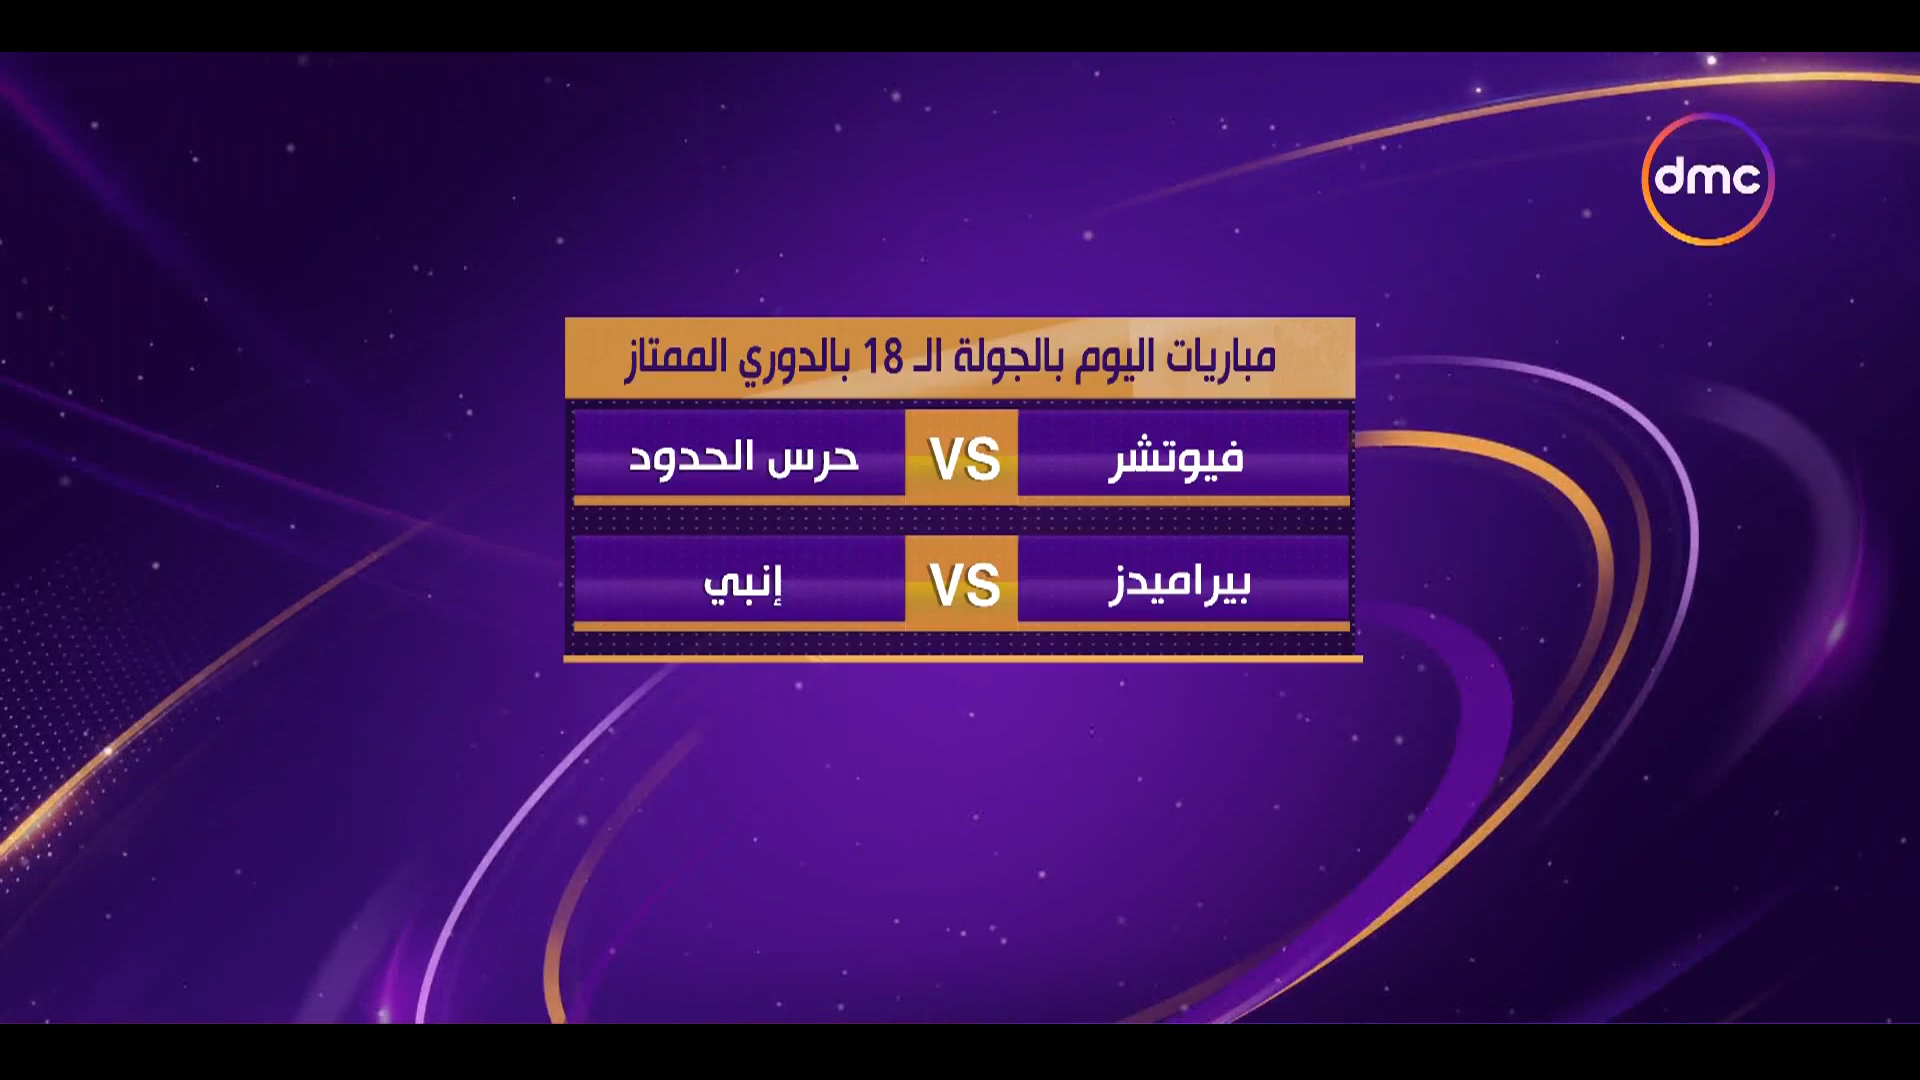 dmc
مباريات اليوم بالجولة الـ 18 بالدوري الممتاز
فيوتشر VS حرس الحدود
بيراميدز VS إنبي